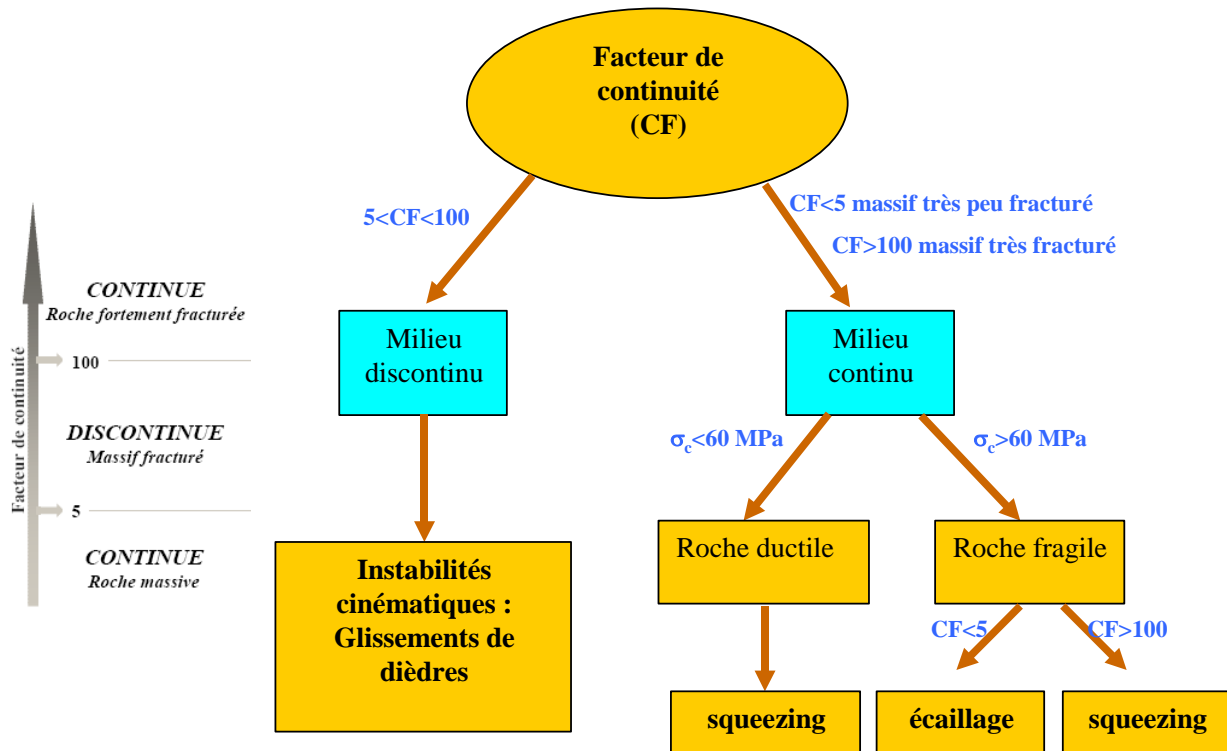 Facteur de
continuité
(CF)
5<CF<100
CF<5 massif très peu fracturé
CF>100 massif très fracturé
Facteur de continuité
CONTINUE
Roche fortement fracturée
100
DISCONTINUE
Massif fracturé
5
CONTINUE
Roche massive
Milieu
discontinu
Milieu
continu
σc<60 MPa
σc>60 MPa
Instabilités
cinématiques :
Glissements de
dièdres
Roche ductile
Roche fragile
CF<5
CF>100
squeezing
écaillage
squeezing